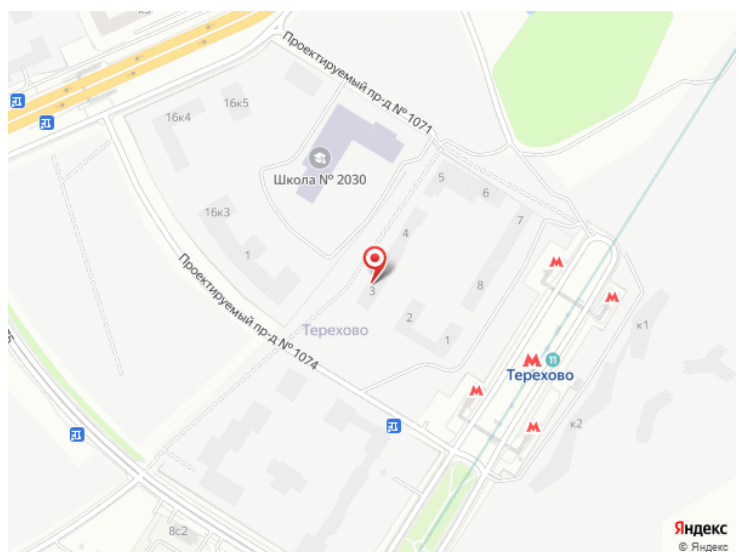 Проектируемый пр-д № 1071
16к4
16к5
Школа № 2030
5
6
7
16к3
4
1
3
8
2
1
к1
Терехово
Проектируемый пр-д № 1074
11
Терехово
к2
8с2
Яндекс
© Яндекс